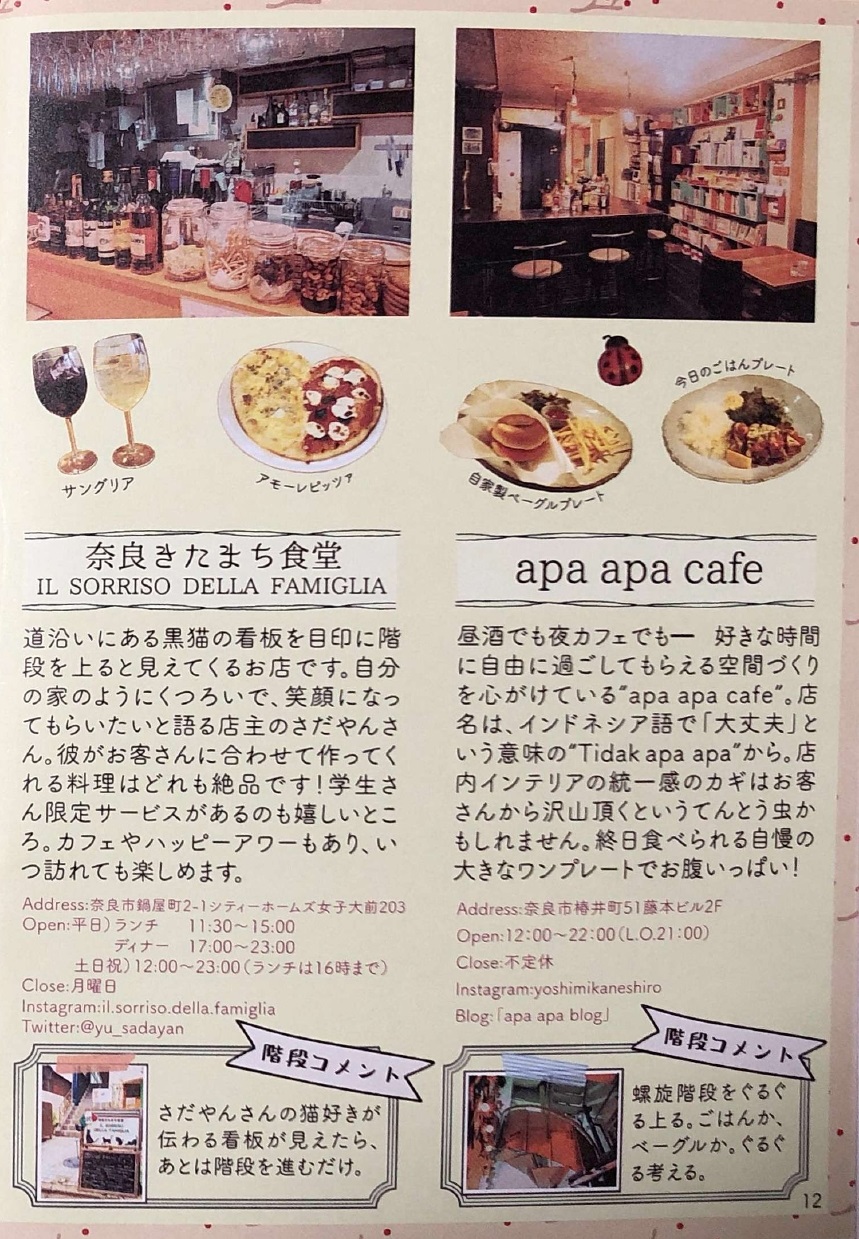 サングリア
アモーレピッツァ
奈良きたまち食堂
IL SORRISO DELLA FAMIGLIA
道沿いにある黒猫の看板を目印に階
段を上ると見えてくるお店です。自分
の家のようにくつろいで、笑顔になっ
てもらいたいと語る店主のさだやんさ
ん。彼がお客さんに合わせて作ってく
れる料理はどれも絶品です！学生さ
ん限定サービスがあるのも嬉しいとこ
ろ。カフェやハッピーアワーもあり、い
つ訪れても楽しめます。
Address:奈良市鍋屋町2-1シティーホームズ女子大前203
Open:平日）ランチ 11:30～15:00
ディナー 17:00～23:00
土日祝）12:00～23:00（ランチは16時まで）
Close:月曜日
Instagram:il.sorriso.della.famiglia
Twitter:@yu_sadayan
階段コメント
IL SORRISO
DELLA FAMIGLIA
さだやんさんの猫好きが
伝わる看板が見えたら、
あとは階段を進むだけ。
自家製ベーグルプレート
今日のごはんプレート
apa apa cafe
昼酒でも夜カフェでも― 好きな時間
に自由に過ごしてもらえる空間づくり
を心がけている"apa apa cafe"。店
名は、インドネシア語で「大丈夫」と
いう意味の"Tidak apa apa"から。店
内インテリアの統一感のカギはお客
さんから沢山頂くというてんとう虫か
もしれません。終日食べられる自慢の
大きなワンプレートでお腹いっぱい！
Address:奈良市椿井町51藤本ビル2F
Open:12：00～22：00（L.O.21：00）
Close:不定休
Instagram:yoshimikaneshiro
Blog:「apa apa blog」
階段コメント
螺旋階段をぐるぐ
る上る。ごはんか、
ベーグルか。ぐるぐ
る考える。
12